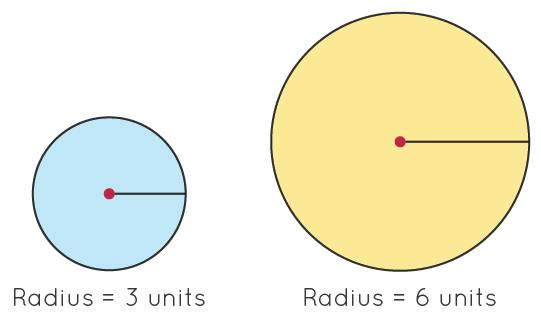 Radius = 3 units
Radius = 6 units